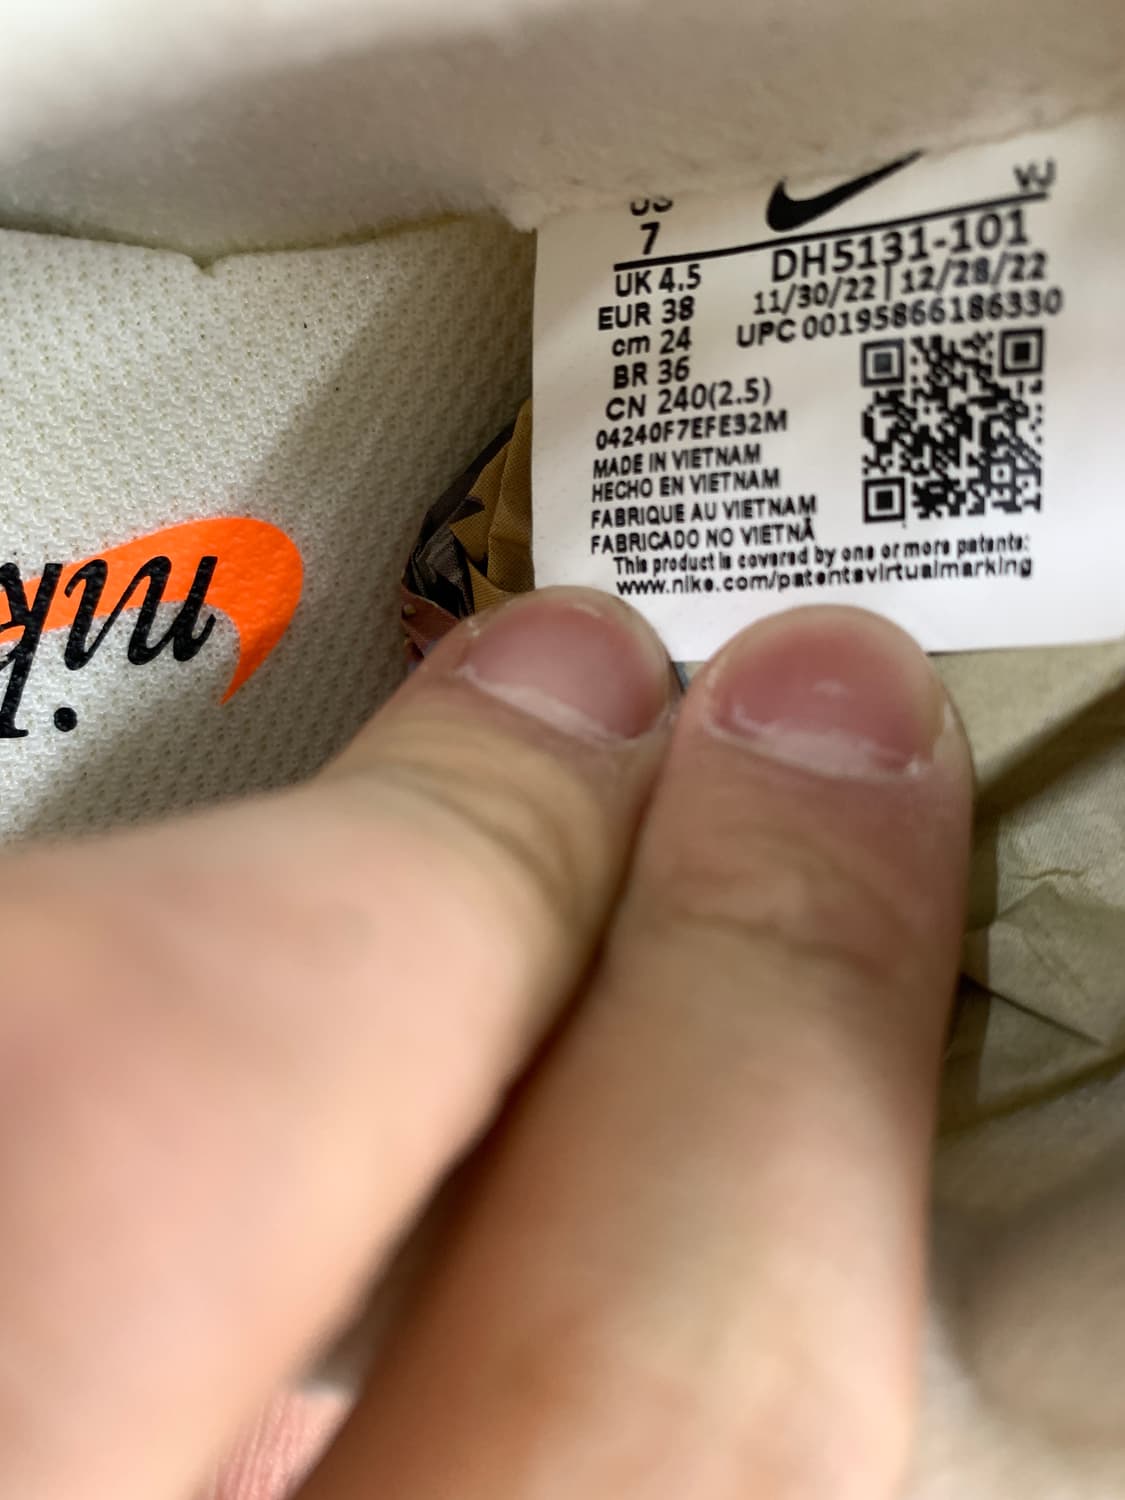 US
7
UK 4.5
EUR 38
cm 24
BR 36
CN 240(2.5)
04240F7EFE32M
MADE IN VIETNAM
HECHO EN VIETNAM
FABRIQUE AU VIETNAM
FABRICADO NO VIETNÃ
This product is covered by one or more patents:
www.nike.com/patentsvirtualmarking
VJ
DH5131-101
11/30/22|12/28/22
UPC 00195866186330
nik